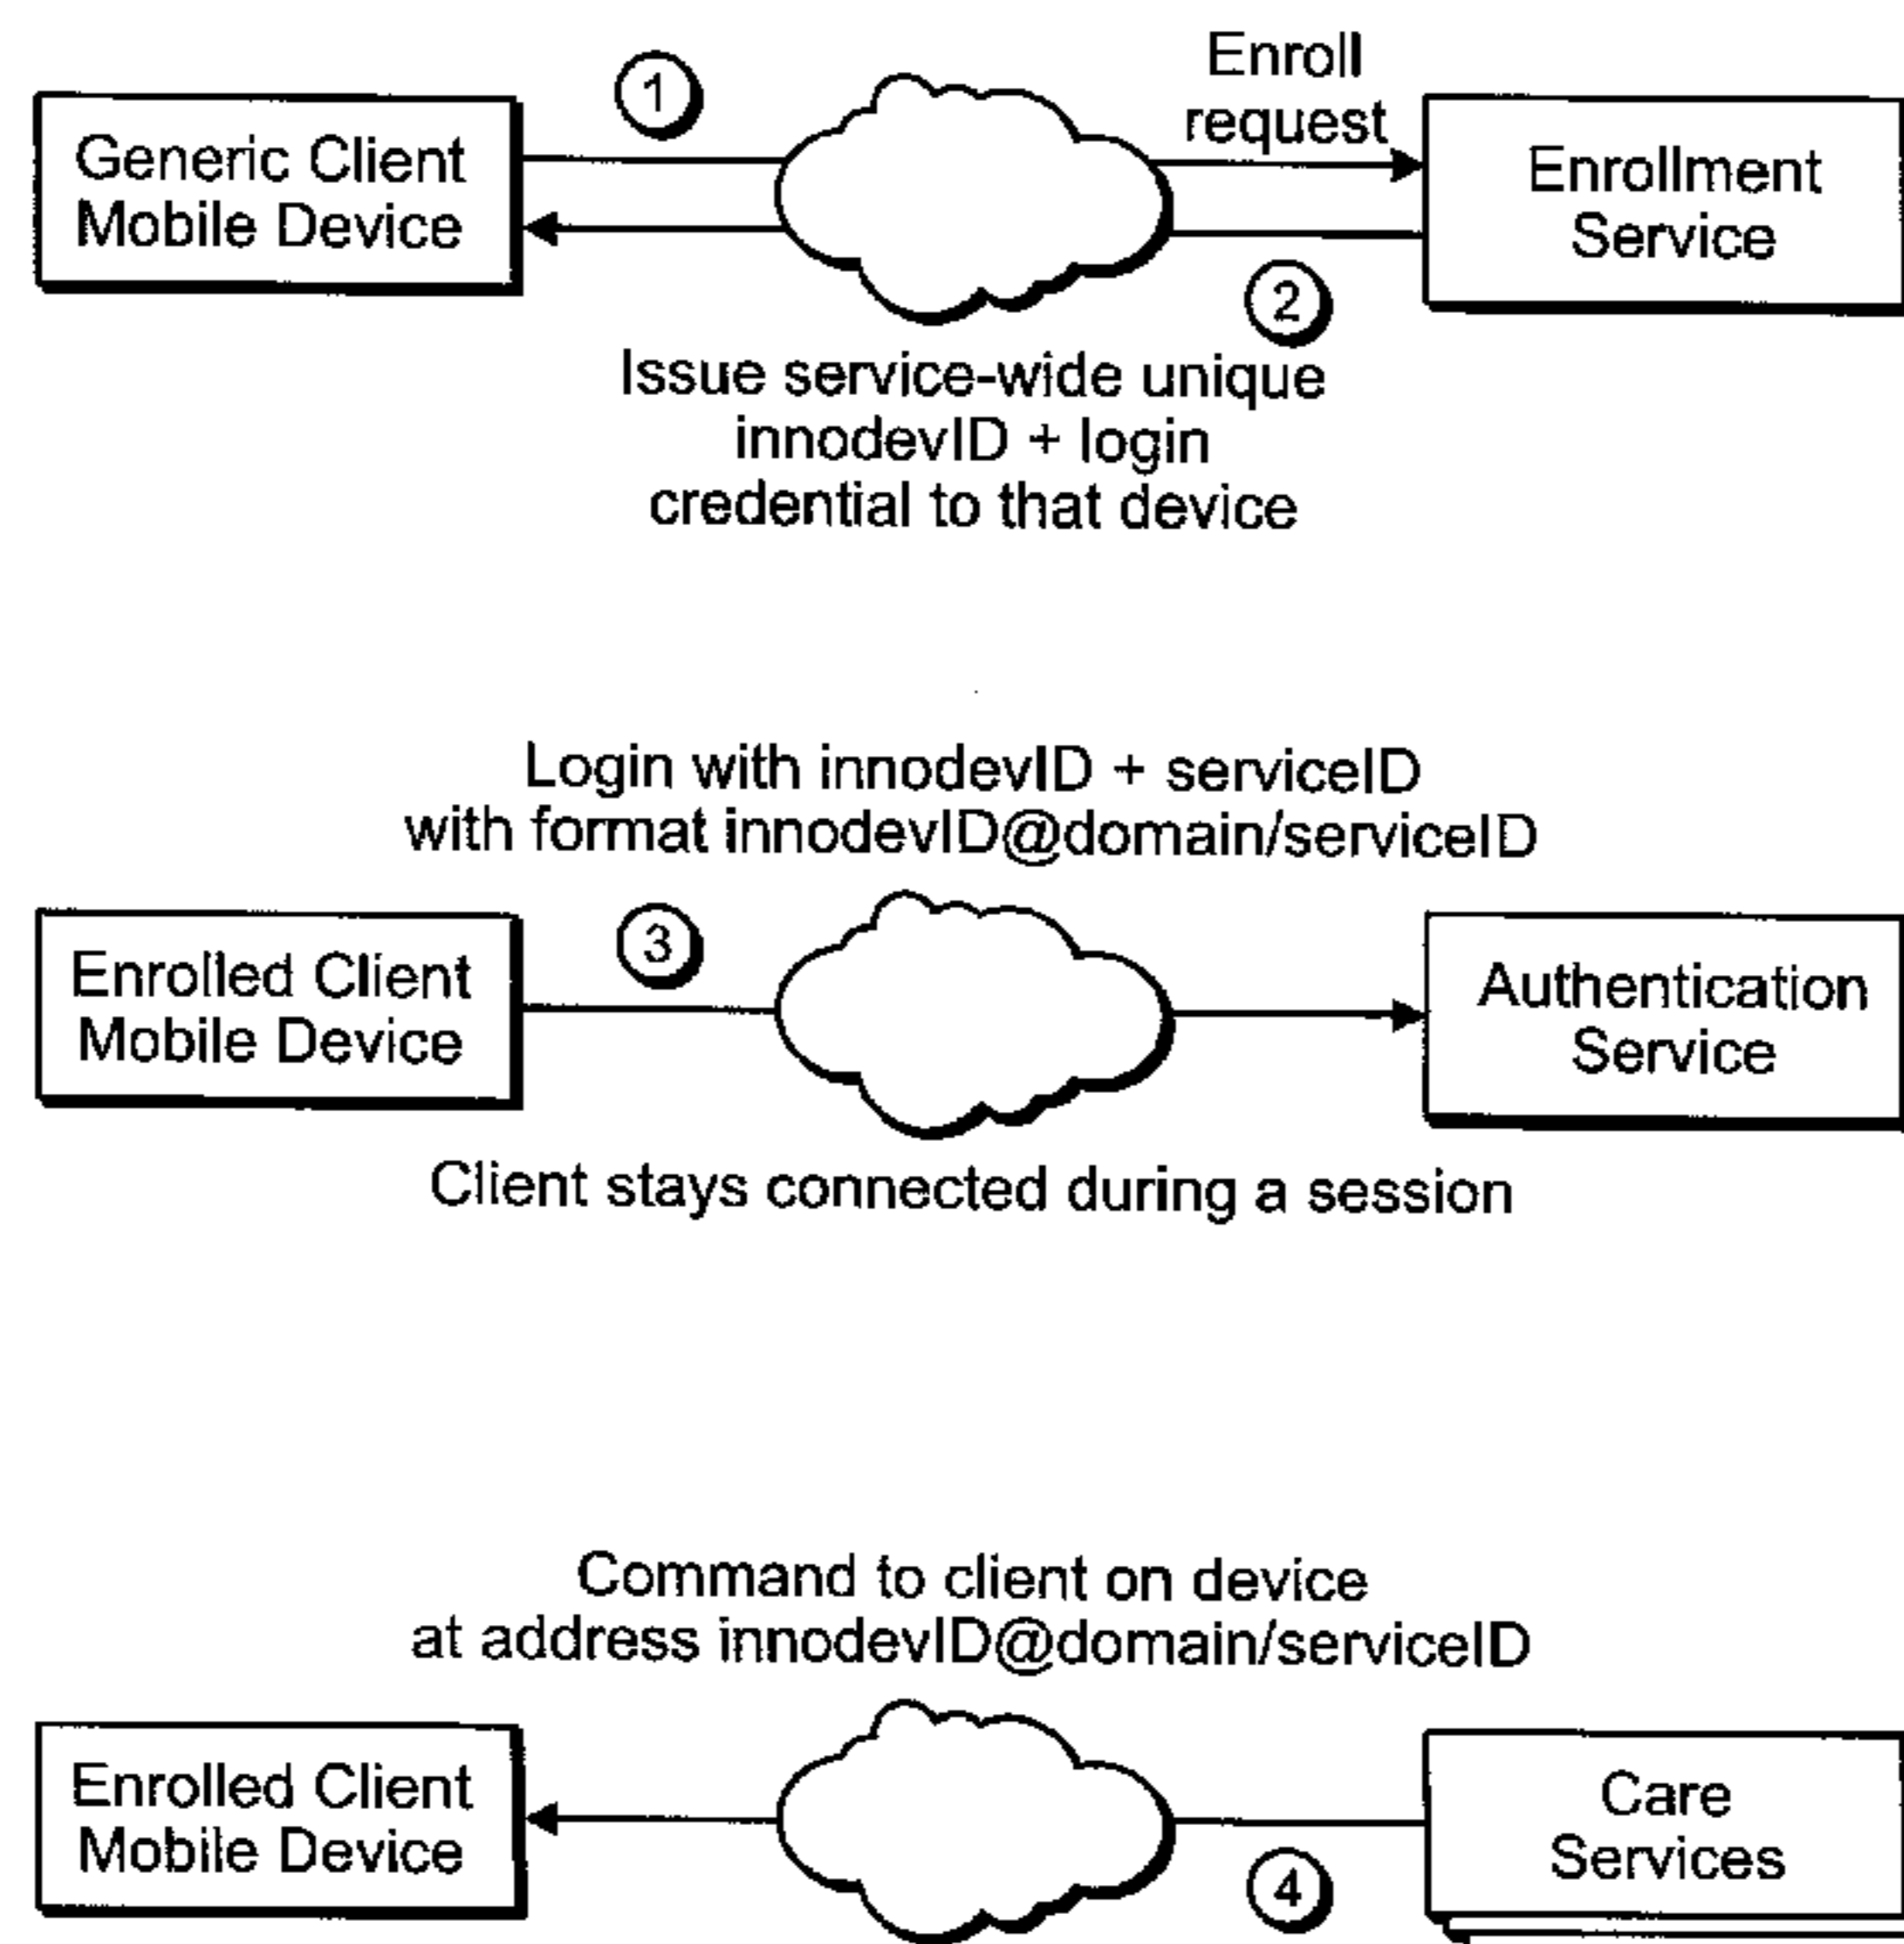 1
Enroll
request
Generic Client
Mobile Device
Enrollment
Service
2
Issue service-wide unique
innodevID + login
credential to that device
Login with innodevID + serviceID
with format innodevID@domain/serviceID
3
Enrolled Client
Mobile Device
Authentication
Service
Client stays connected during a session
Command to client on device
at address innodevID@domain/serviceID
Enrolled Client
Mobile Device
Care
Services
4